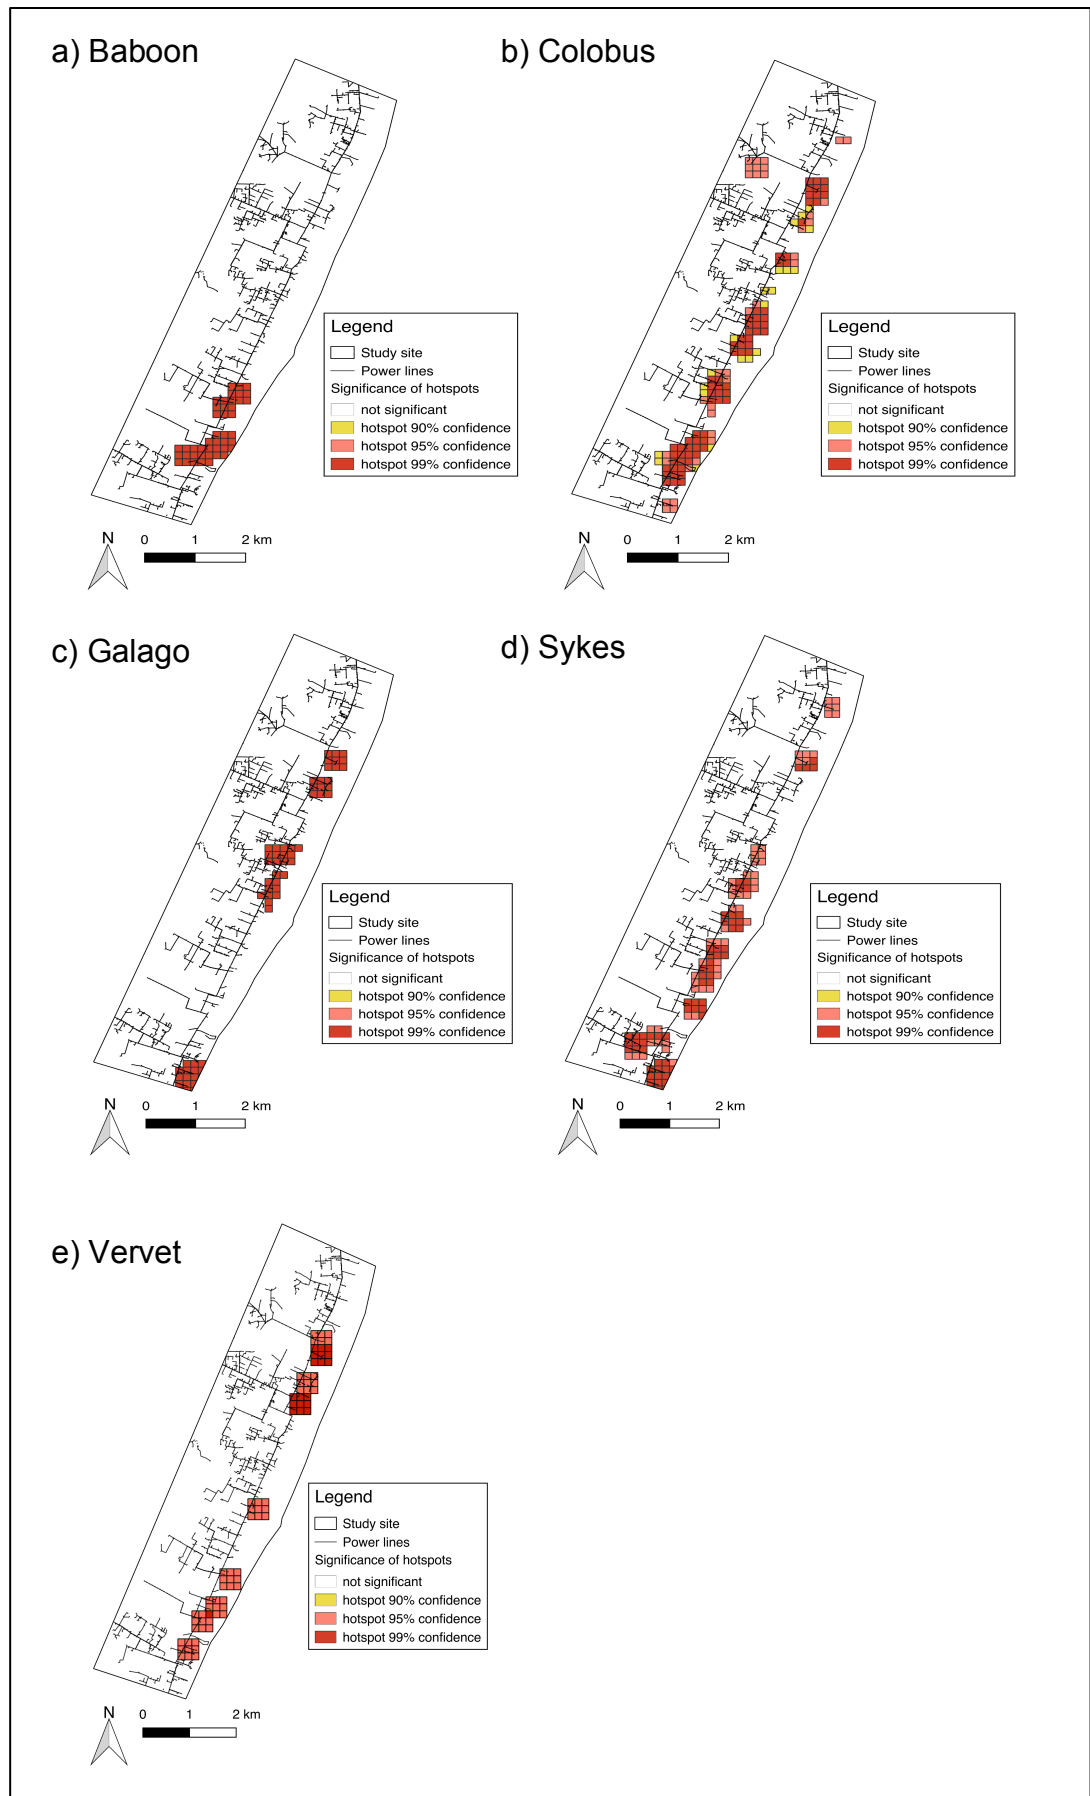 a) Baboon
Legend
Study site
Power lines
Significance of hotspots
not significant
hotspot 90% confidence
hotspot 95% confidence
hotspot 99% confidence
N
0 1 2 km
b) Colobus
Legend
Study site
Power lines
Significance of hotspots
not significant
hotspot 90% confidence
hotspot 95% confidence
hotspot 99% confidence
N
0 1 2 km
c) Galago
Legend
Study site
Power lines
Significance of hotspots
not significant
hotspot 90% confidence
hotspot 95% confidence
hotspot 99% confidence
N
0 1 2 km
d) Sykes
Legend
Study site
Power lines
Significance of hotspots
not significant
hotspot 90% confidence
hotspot 95% confidence
hotspot 99% confidence
N
0 1 2 km
e) Vervet
Legend
Study site
Power lines
Significance of hotspots
not significant
hotspot 90% confidence
hotspot 95% confidence
hotspot 99% confidence
N
0 1 2 km